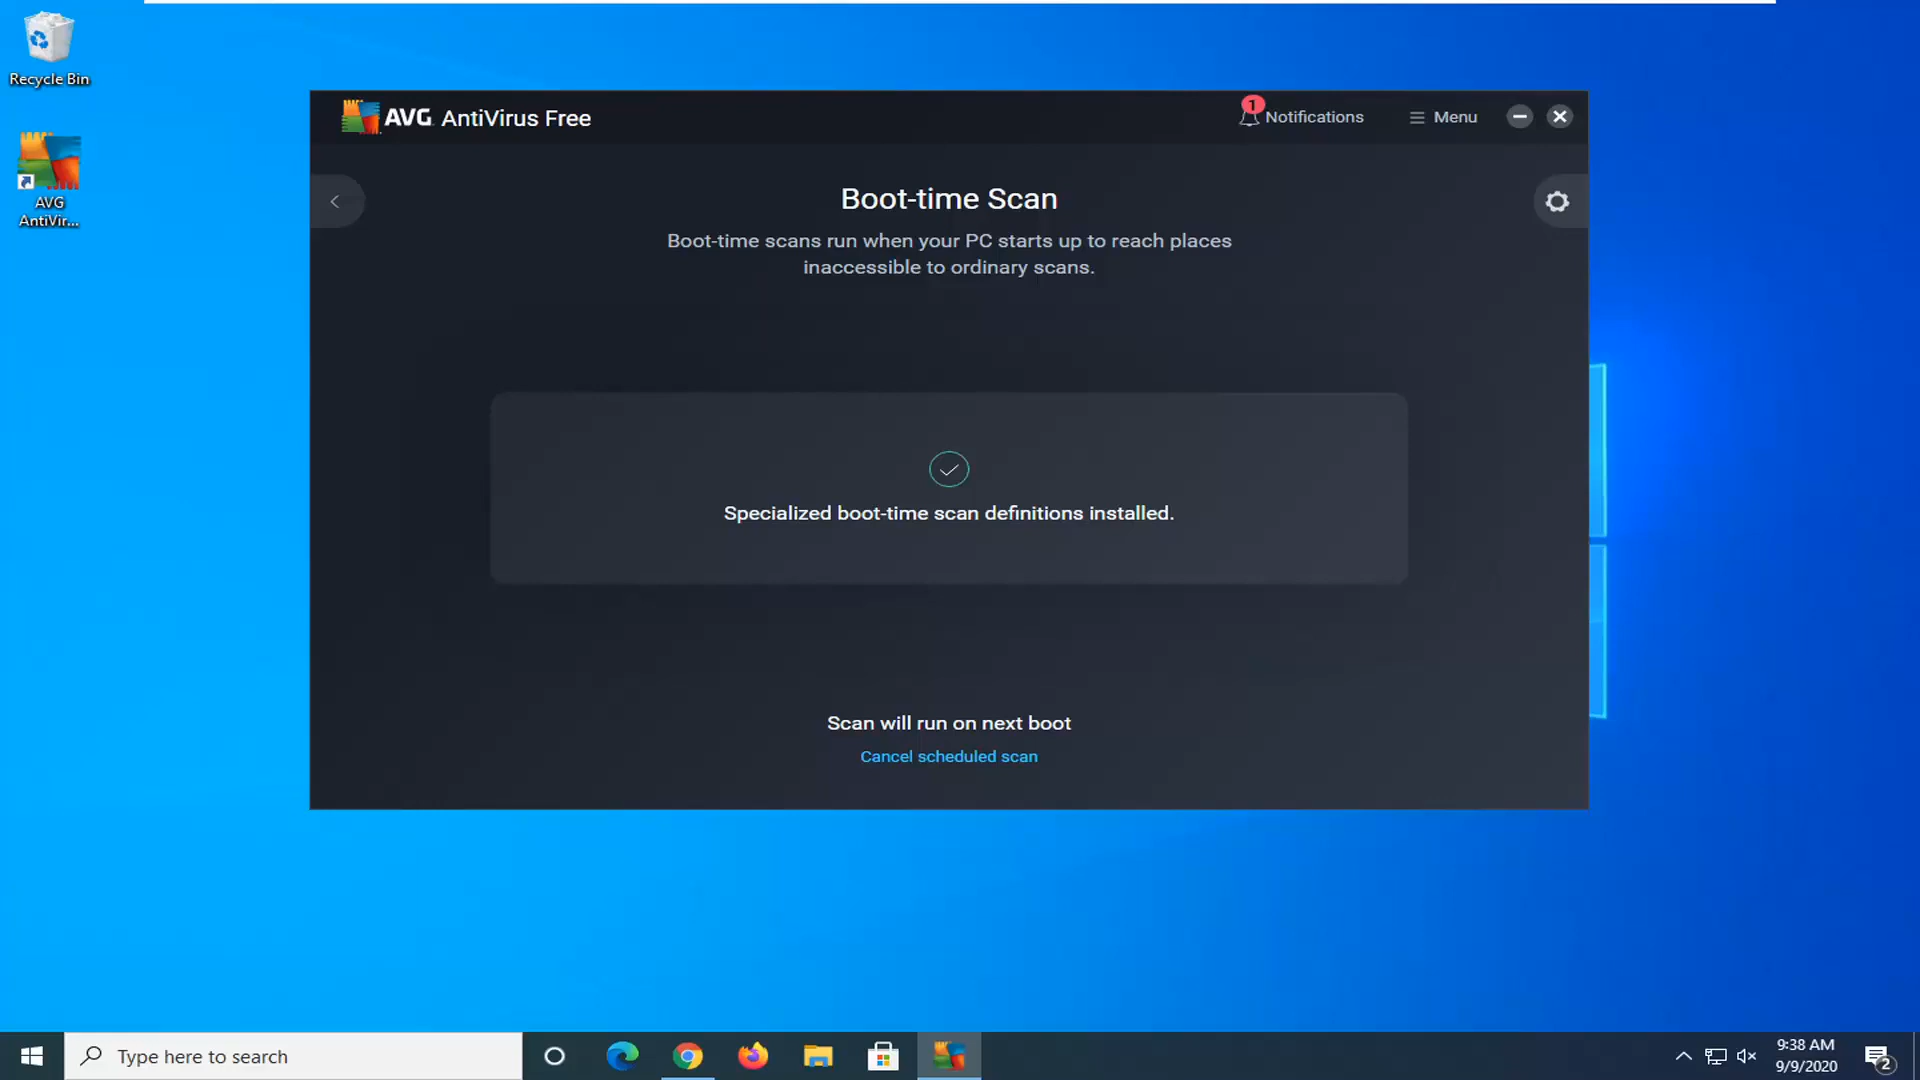 Recycle Bin
AVG
AntiVir...
AVG AntiVirus Free
1
Notifications
Menu
Boot-time Scan
Boot-time scans run when your PC starts up to reach places
inaccessible to ordinary scans.
Specialized boot-time scan definitions installed.
Scan will run on next boot
Cancel scheduled scan
Type here to search
9:38 AM
9/9/2020
2